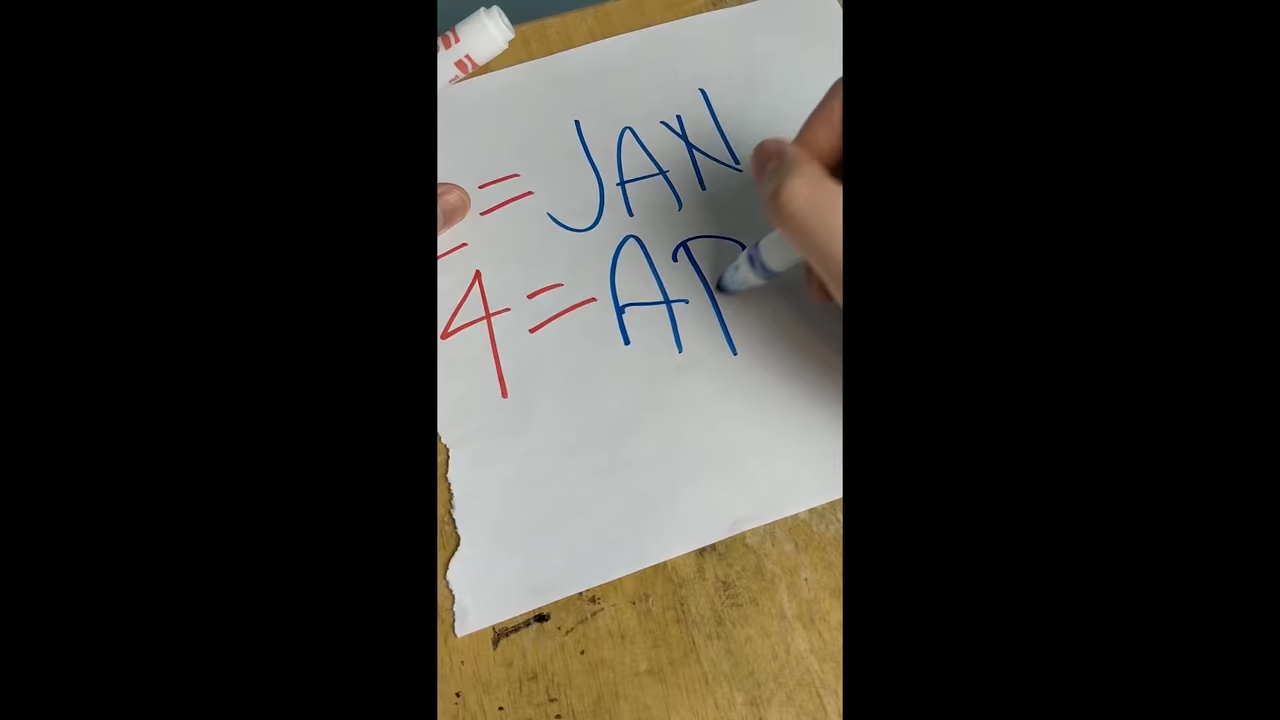 = JAN
4 = AP